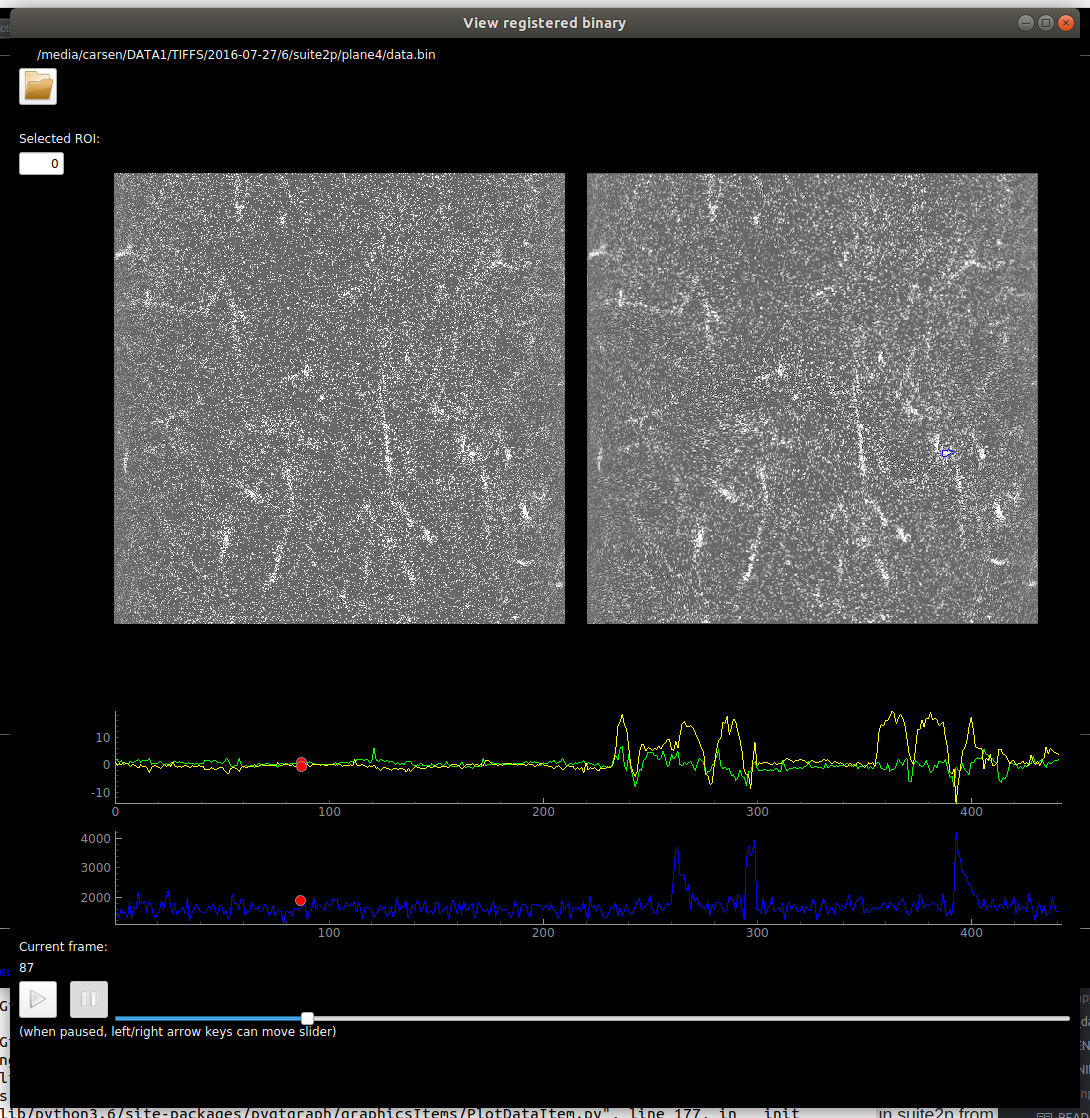 View registered binary
/media/carsen/DATA1/TIFFS/2016-07-27/6/suite2p/plane4/data.bin
Selected ROI:
0
10
0
-10
0 100 200 300 400
4000
3000
2000
100 200 300 400
Current frame:
87
(when paused, left/right arrow keys can move slider)
lib/python3.6/site-packages/pyqtgraph/graphicsItems/PlotDataItem.py", line 177, in __init
in suite2p from